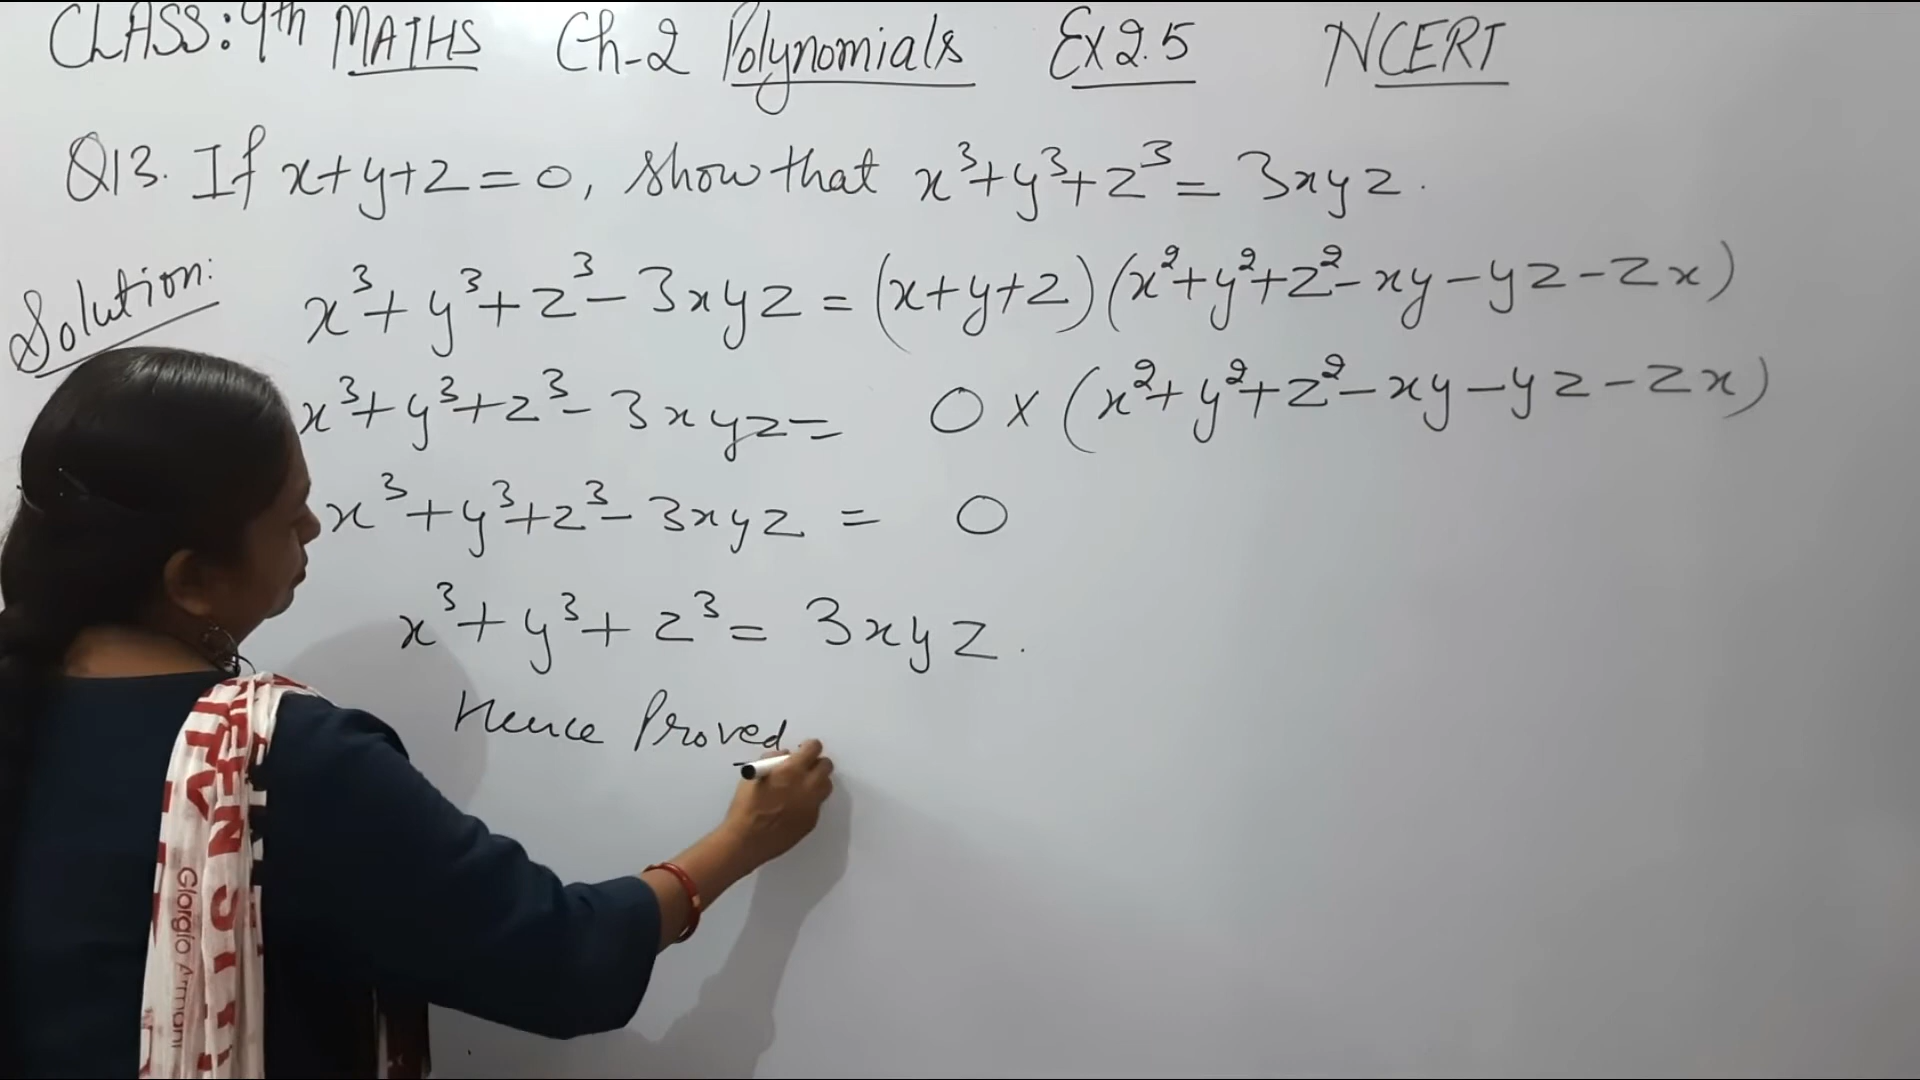 CLASS: 9th MATHS Ch-2 Polynomials Ex 2.5 NCERT
Q13. If x+y+z=0, show that x³+y³+z³= 3xyz.
Solution:
x³+y³+z³-3xyz = (x+y+z)(x²+y²+z²-xy-yz-zx)
x³+y³+z³-3xyz= 0×(x²+y²+z²-xy-yz-zx)
x³+y³+z³-3xyz = 0
x³+y³+z³= 3xyz.
Hence Proved.
Giorgio Armani